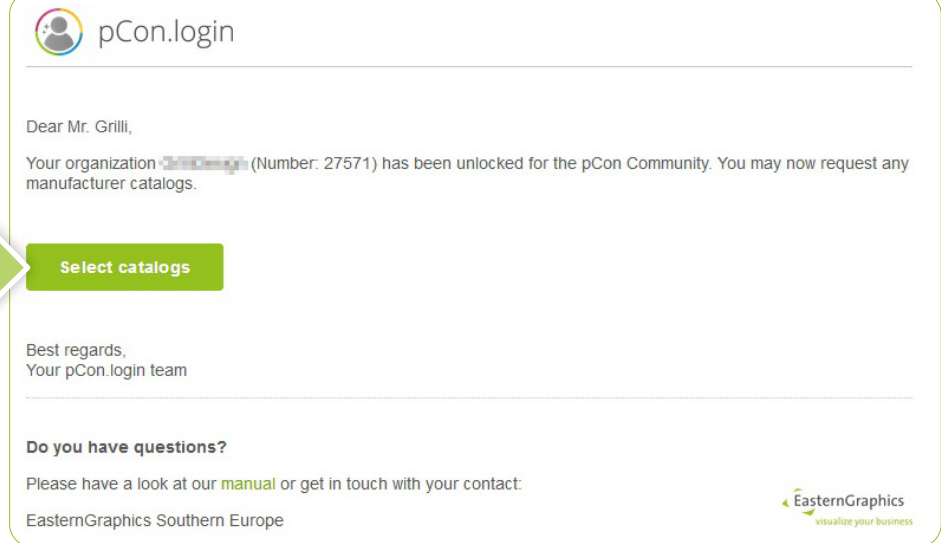 pCon.login
Dear Mr. Grilli,
Your organization (Number: 27571) has been unlocked for the pCon Community. You may now request any
manufacturer catalogs.
Select catalogs
Best regards,
Your pCon.login team
Do you have questions?
Please have a look at our manual or get in touch with your contact:
EasternGraphics Southern Europe
EasternGraphics
visualize your business